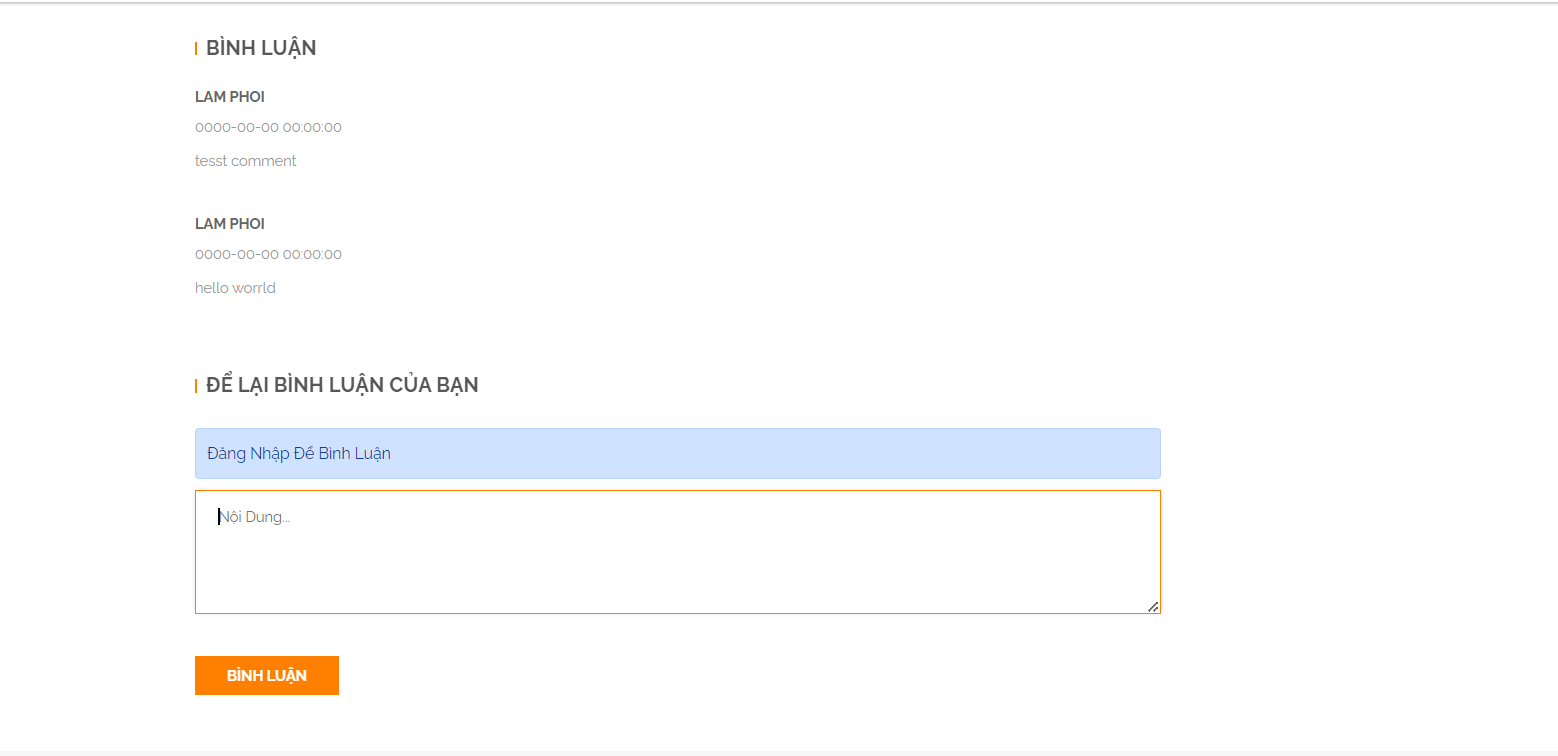 BÌNH LUẬN
LAM PHOI
0000-00-00 00:00:00
tesst comment
LAM PHOI
0000-00-00 00:00:00
hello worrld
ĐỂ LẠI BÌNH LUẬN CỦA BẠN
Đăng Nhập Để Bình Luận
Nội Dung...
BÌNH LUẬN